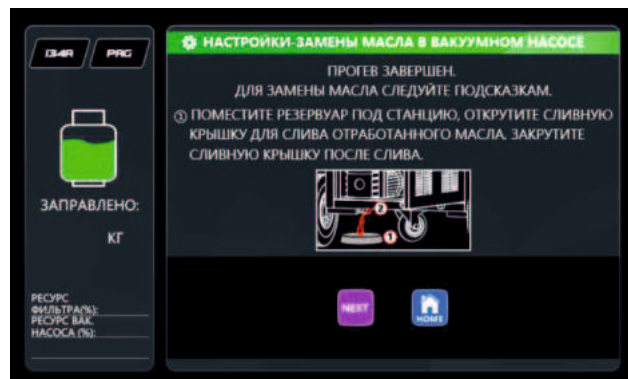 134A PRG
ЗАПРАВЛЕНО:
КГ
РЕСУРС
ФИЛЬТРА(%):
РЕСУРС ВАК.
НАСОСА (%):
НАСТРОЙКИ-ЗАМЕНЫ МАСЛА В ВАКУУМНОМ НАСОСЕ
ПРОГЕВ ЗАВЕРШЕН.
ДЛЯ ЗАМЕНЫ МАСЛА СЛЕДУЙТЕ ПОДСКАЗКАМ.
① ПОМЕСТИТЕ РЕЗЕРВУАР ПОД СТАНЦИЮ, ОТКРУТИТЕ СЛИВНУЮ
КРЫШКУ ДЛЯ СЛИВА ОТРАБОТАННОГО МАСЛА. ЗАКРУТИТЕ
СЛИВНУЮ КРЫШКУ ПОСЛЕ СЛИВА.
2
1
NEXT
HOME